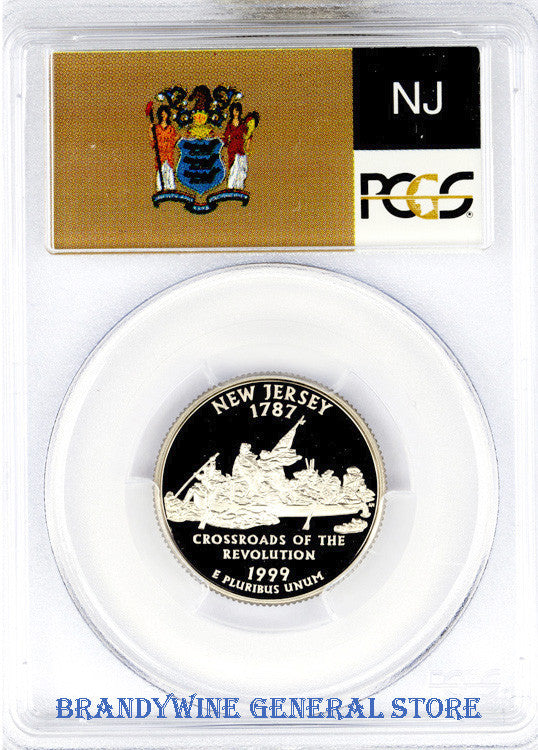 NJ
PCGS
NEW JERSEY
1787
CROSSROADS OF THE
REVOLUTION
1999
E PLURIBUS UNUM
BRANDYWINE GENERAL STORE